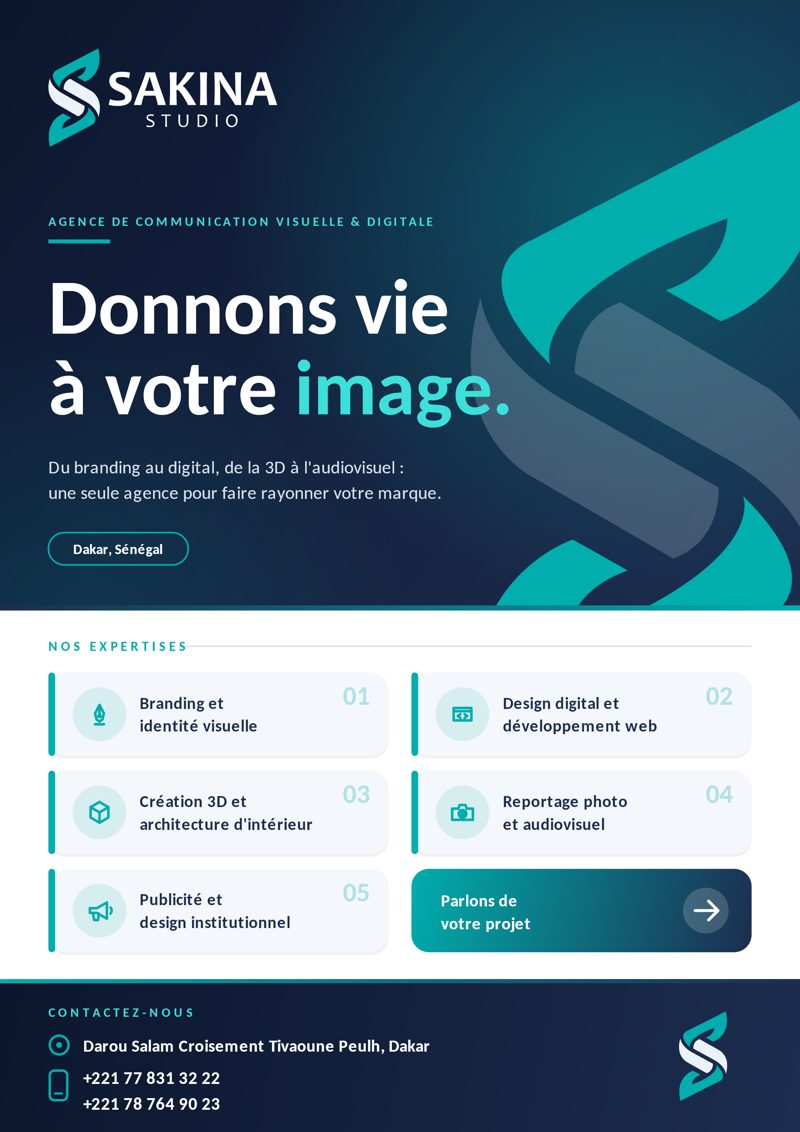 SAKINA
STUDIO
AGENCE DE COMMUNICATION VISUELLE & DIGITALE
Donnons vie
à votre image.
Du branding au digital, de la 3D à l'audiovisuel :
une seule agence pour faire rayonner votre marque.
Dakar, Sénégal
NOS EXPERTISES
01
Branding et
identité visuelle
02
Design digital et
développement web
03
Création 3D et
architecture d'intérieur
04
Reportage photo
et audiovisuel
05
Publicité et
design institutionnel
Parlons de
votre projet
CONTACTEZ-NOUS
Darou Salam Croisement Tivaoune Peulh, Dakar
+221 77 831 32 22
+221 78 764 90 23